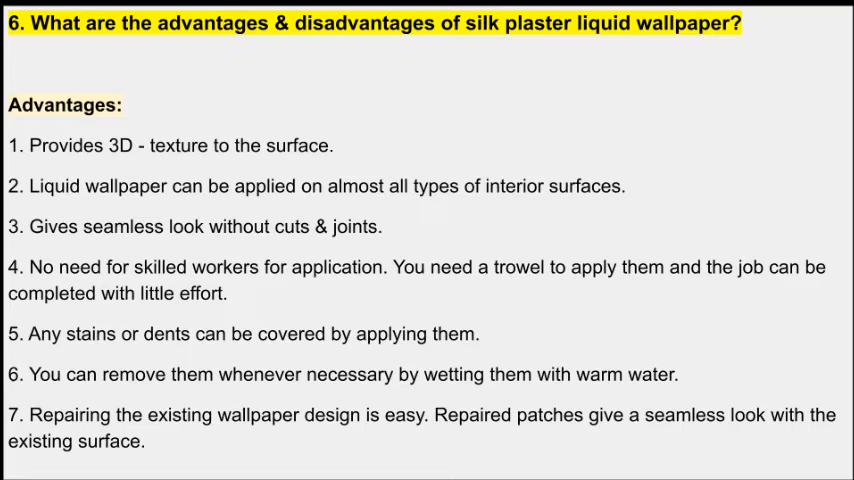 6. What are the advantages & disadvantages of silk plaster liquid wallpaper?
Advantages:
1. Provides 3D - texture to the surface.
2. Liquid wallpaper can be applied on almost all types of interior surfaces.
3. Gives seamless look without cuts & joints.
4. No need for skilled workers for application. You need a trowel to apply them and the job can be
completed with little effort.
5. Any stains or dents can be covered by applying them.
6. You can remove them whenever necessary by wetting them with warm water.
7. Repairing the existing wallpaper design is easy. Repaired patches give a seamless look with the
existing surface.